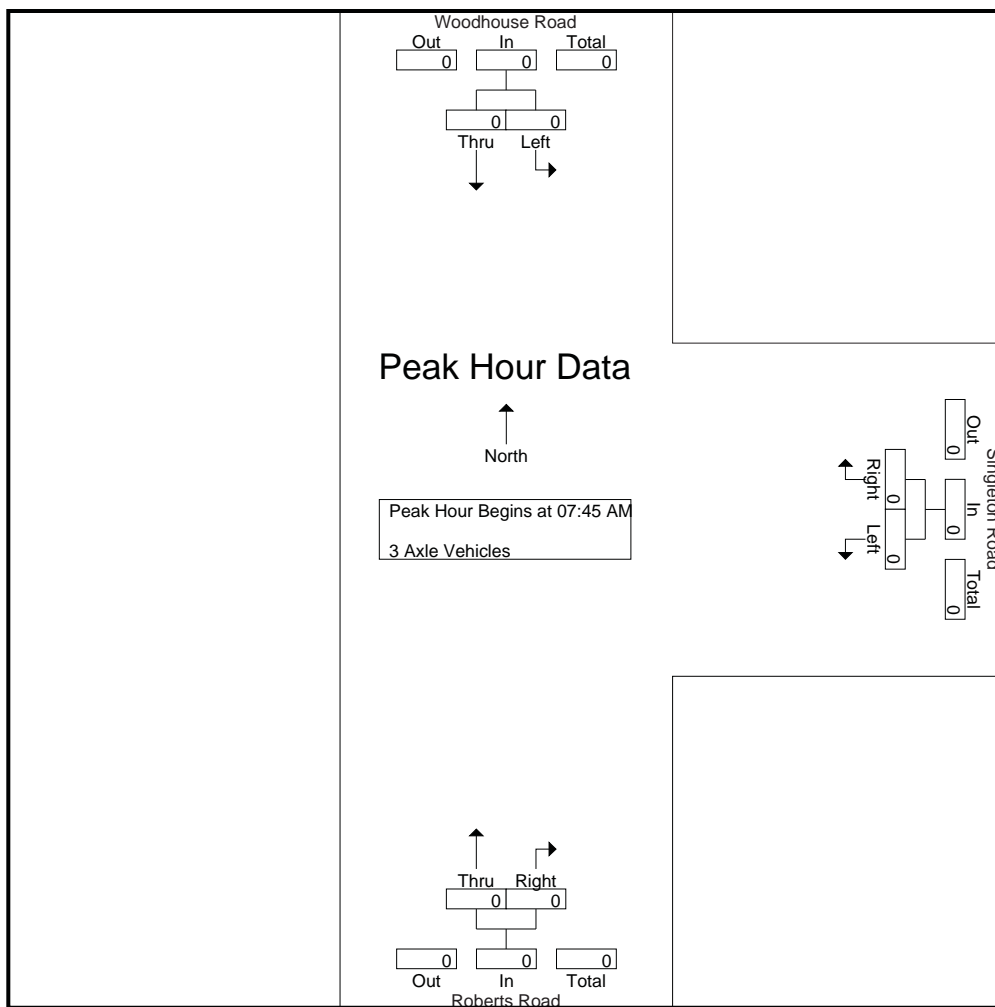 Woodhouse Road
Out In Total
0 0 0
0 0
Thru Left
Peak Hour Data
North
Peak Hour Begins at 07:45 AM
3 Axle Vehicles
Right Left
0 0
Out In Total
0 0 0
Singleton Road
Thru Right
0 0
0 0 0
Out In Total
Roberts Road